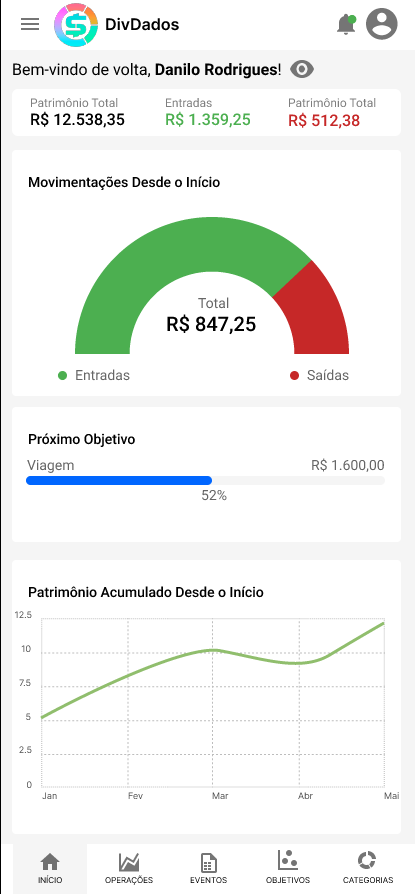 DivDados
Bem-vindo de volta, Danilo Rodrigues!
Patrimônio Total Entradas Patrimônio Total
R$ 12.538,35 R$ 1.359,25 R$ 512,38
Movimentações Desde o Início
Total
R$ 847,25
Entradas Saídas
Próximo Objetivo
Viagem R$ 1.600,00
52%
Patrimônio Acumulado Desde o Início
12.5
10
7.5
5
2.5
0
Jan Fev Mar Abr Mai
INÍCIO OPERAÇÕES EVENTOS OBJETIVOS CATEGORIAS